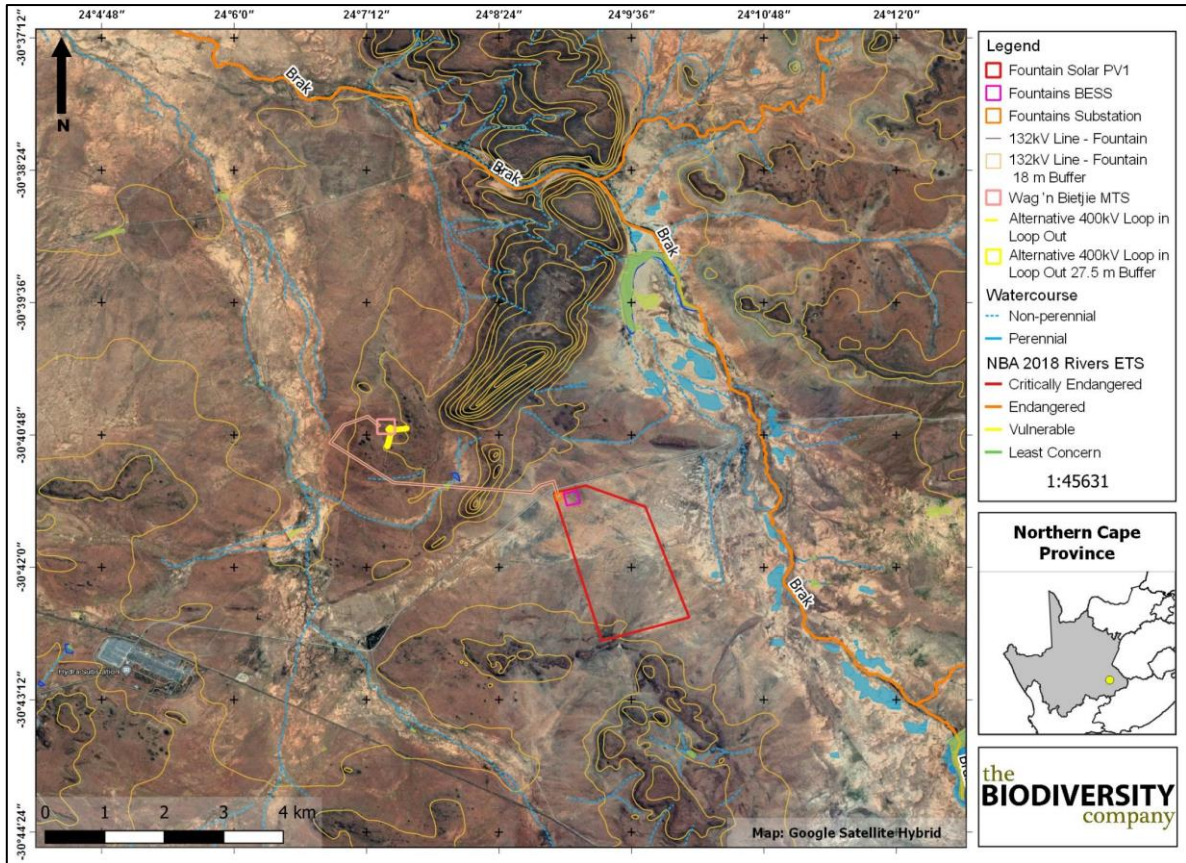 24°4'48"
24°6'0"
24°7'12"
24°8'24"
24°9'36"
24°10'48"
24°12'0"
-30°37'12"
-30°38'24"
-30°39'36"
-30°40'48"
-30°42'0"
-30°43'12"
-30°44'24"
N
Brak
Brak
Brak
Brak
Hydra Substation
0 1 2 3 4 km
Map: Google Satellite Hybrid
Legend
Fountain Solar PV1
Fountains BESS
Fountains Substation
132kV Line - Fountain
132kV Line - Fountain
18 m Buffer
Wag 'n Bietjie MTS
Alternative 400kV Loop in
Loop Out
Alternative 400kV Loop in
Loop Out 27.5 m Buffer
Watercourse
Non-perennial
Perennial
NBA 2018 Rivers ETS
Critically Endangered
Endangered
Vulnerable
Least Concern
1:45631
Northern Cape
Province
the
BIODIVERSITY
company